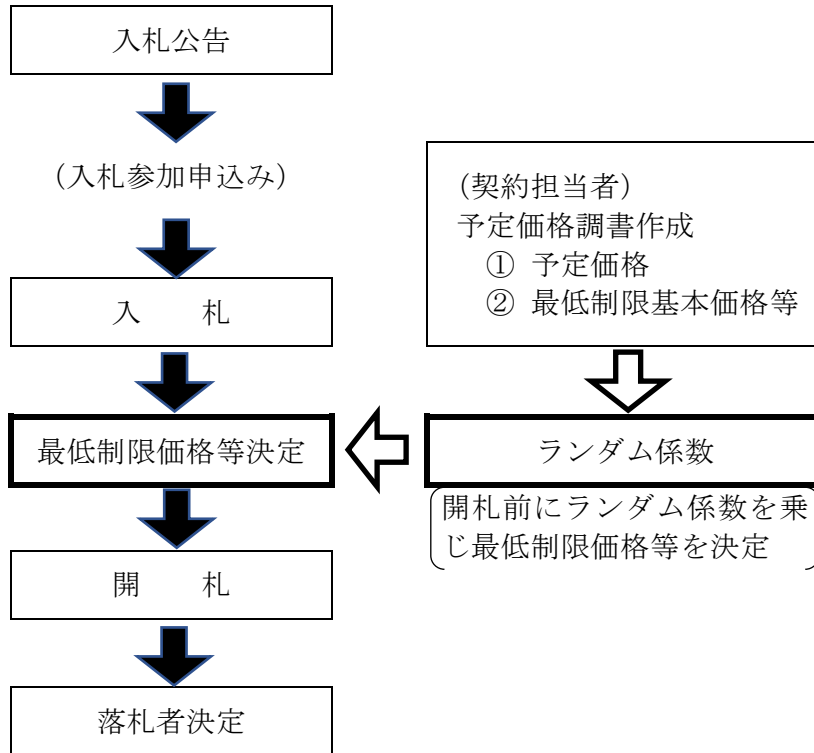 入札公告
(入札参加申込み)
入　　札
最低制限価格等決定
開　　札
落札者決定
(契約担当者)
予定価格調書作成
① 予定価格
② 最低制限基本価格等
ランダム係数
開札前にランダム係数を乗
じ最低制限価格等を決定